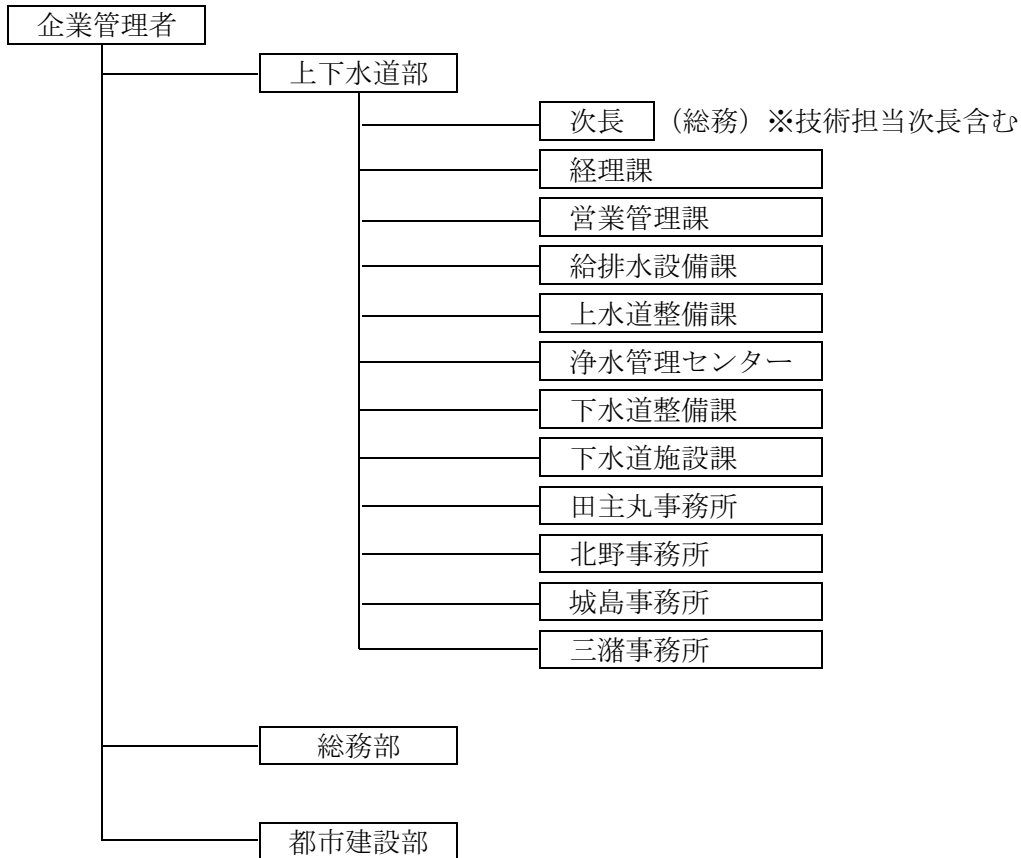 企業管理者
上下水道部
次長 （総務）※技術担当次長含む
経理課
営業管理課
給排水設備課
上水道整備課
浄水管理センター
下水道整備課
下水道施設課
田主丸事務所
北野事務所
城島事務所
三潴事務所
総務部
都市建設部